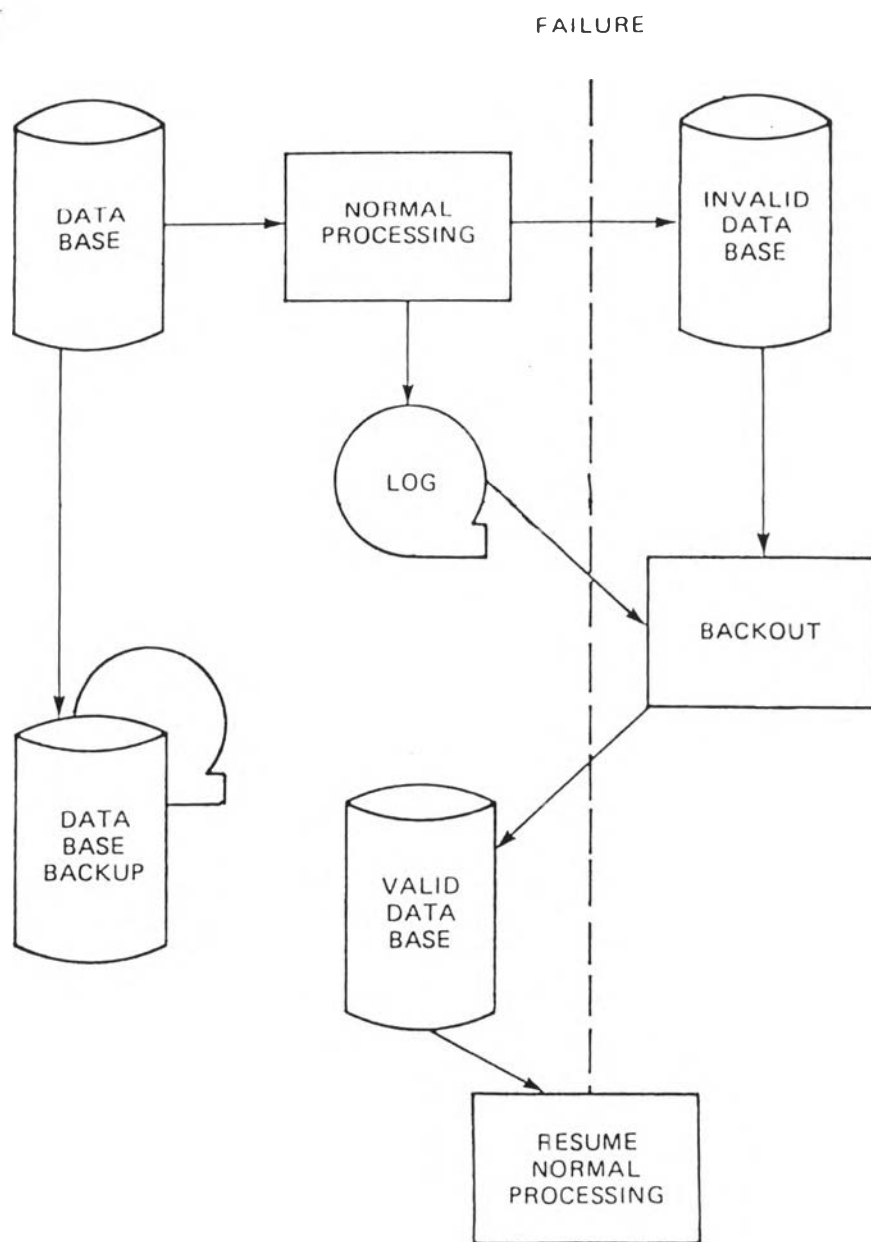 FAILURE
DATA
BASE
NORMAL
PROCESSING
INVALID
DATA
BASE
LOG
BACKOUT
DATA
BASE
BACKUP
VALID
DATA
BASE
RESUME
NORMAL
PROCESSING